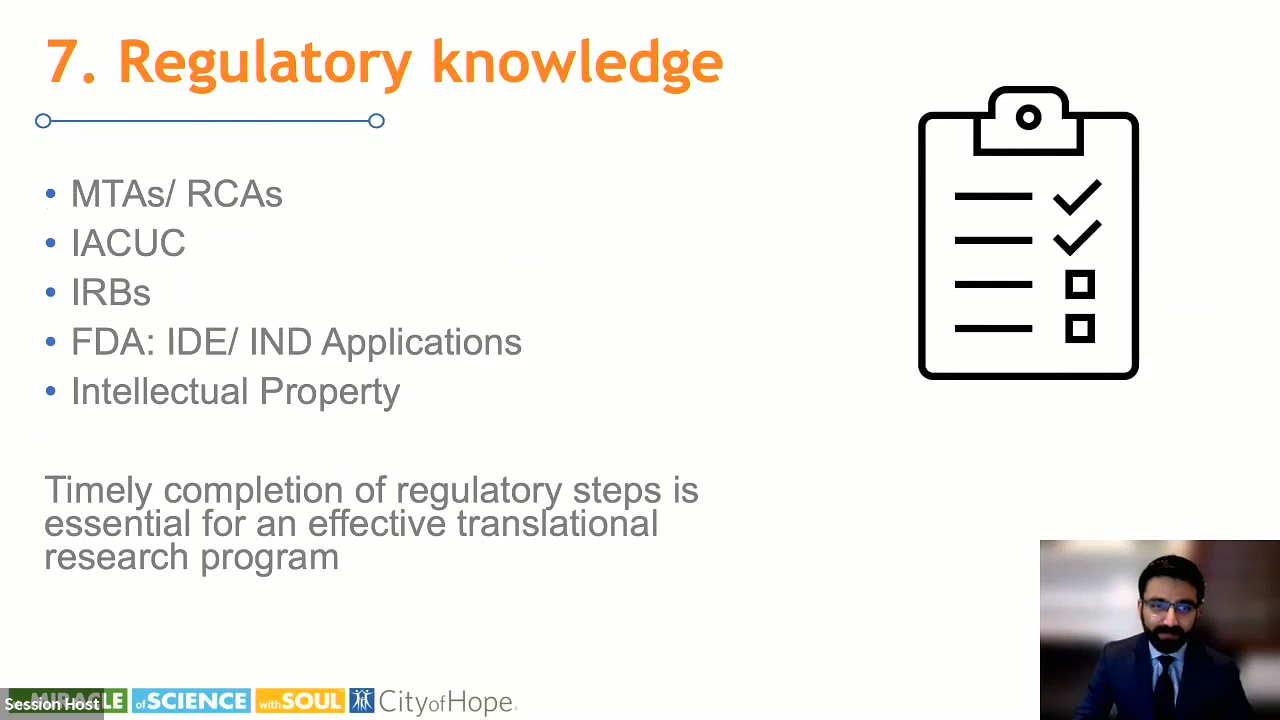 7. Regulatory knowledge
• MTAs/ RCAs
• IACUC
• IRBs
• FDA: IDE/ IND Applications
• Intellectual Property
Timely completion of regulatory steps is
essential for an effective translational
research program
Session Host
MIRACLE of SCIENCE with SOUL City of Hope